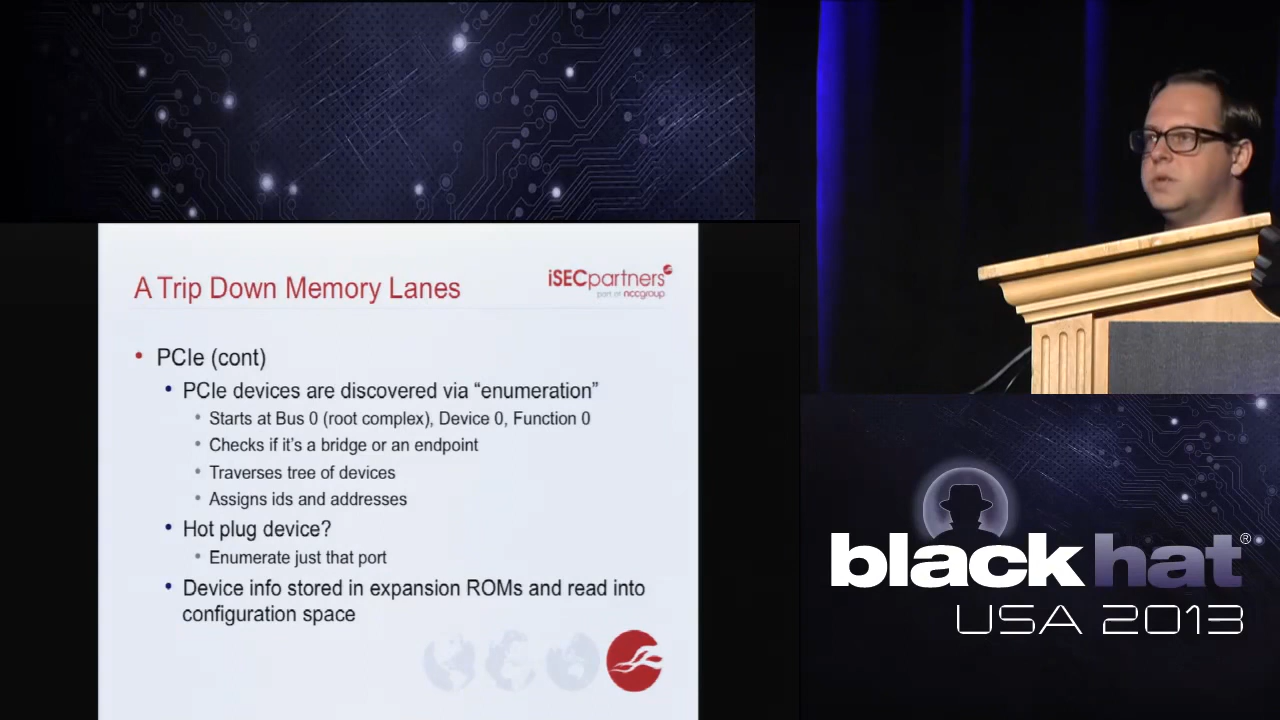 A Trip Down Memory Lanes
iSECpartners
part of nccgroup
• PCIe (cont)
• PCIe devices are discovered via “enumeration”
• Starts at Bus 0 (root complex), Device 0, Function 0
• Checks if it’s a bridge or an endpoint
• Traverses tree of devices
• Assigns ids and addresses
• Hot plug device?
• Enumerate just that port
• Device info stored in expansion ROMs and read into
configuration space
black hat®
USA 2013